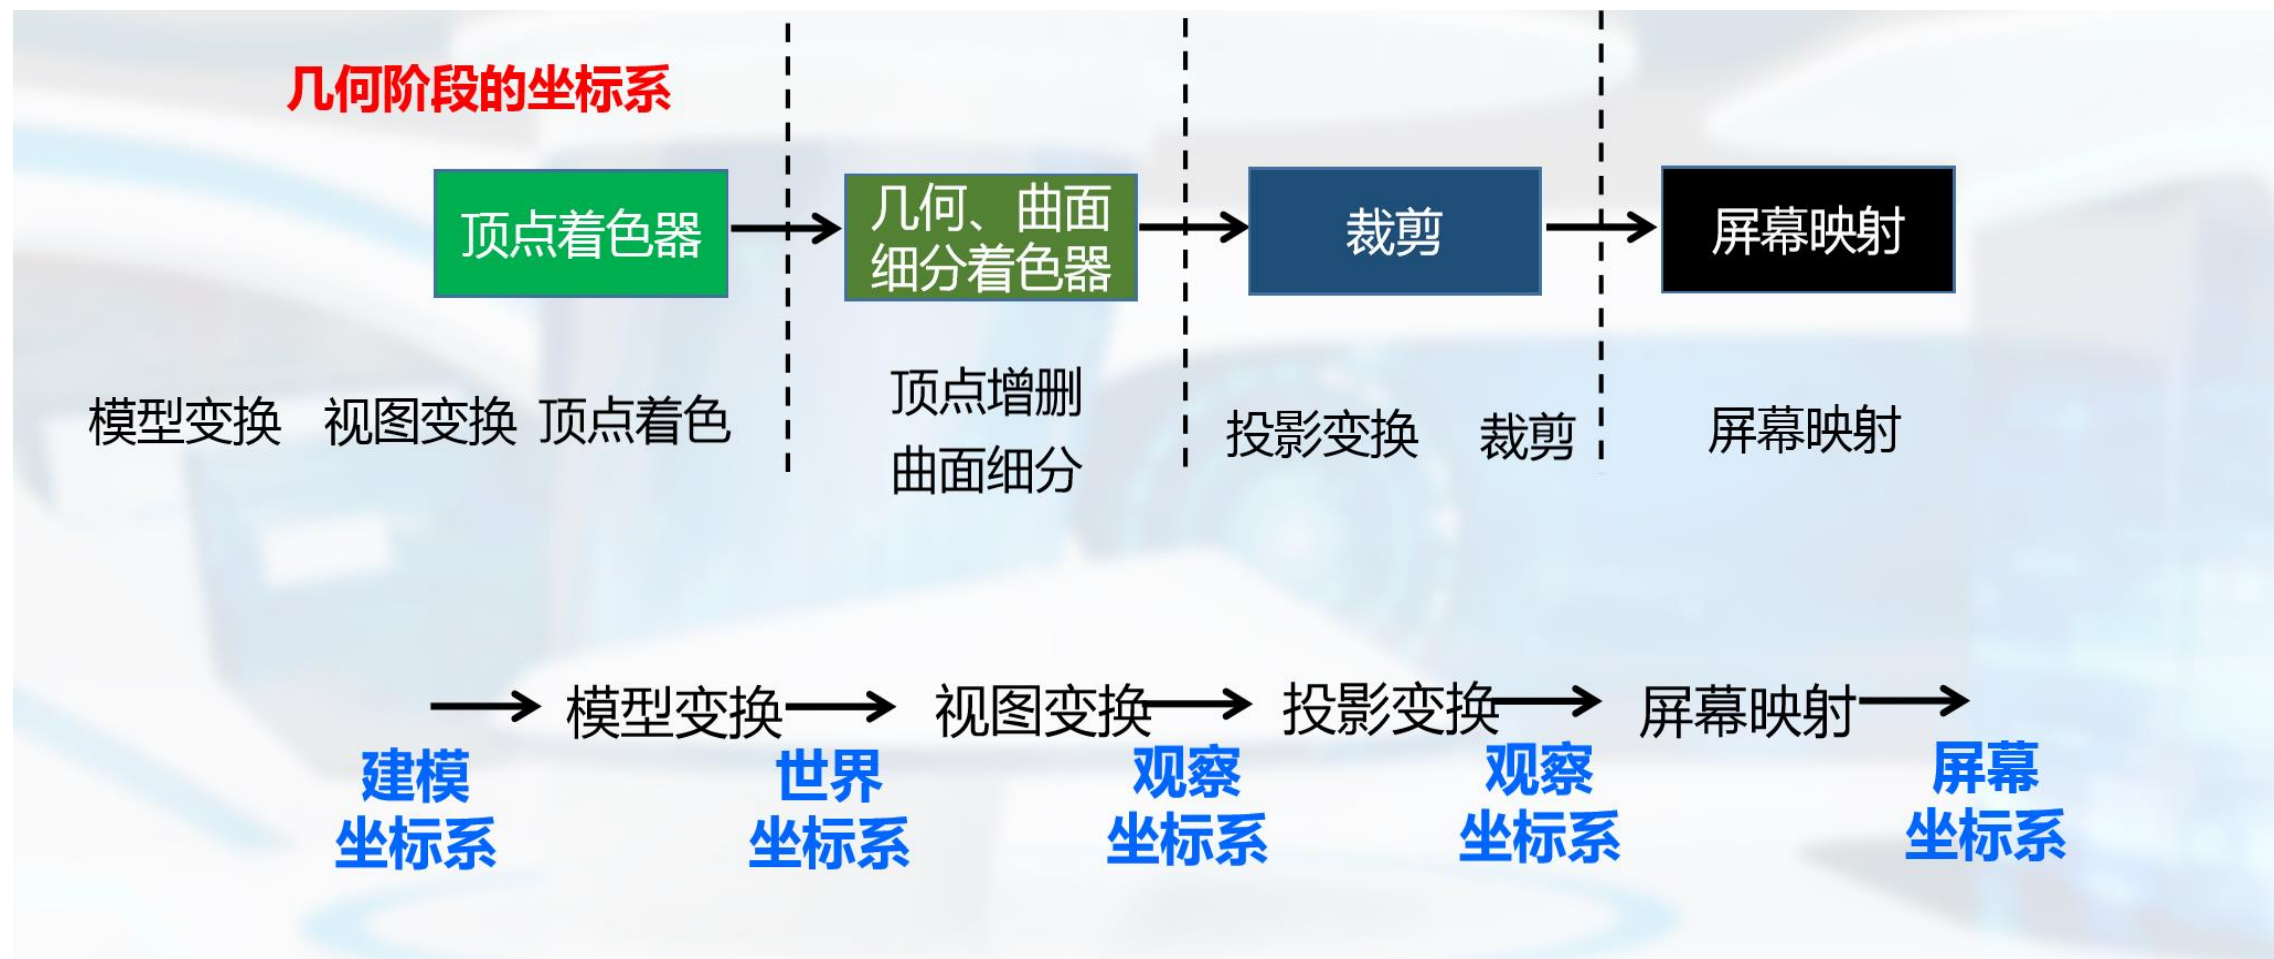 几何阶段的坐标系
顶点着色器
几何、曲面
细分着色器
裁剪
屏幕映射
模型变换 视图变换 顶点着色
顶点增删
曲面细分
投影变换 裁剪
屏幕映射
模型变换 视图变换 投影变换 屏幕映射
建模
坐标系
世界
坐标系
观察
坐标系
观察
坐标系
屏幕
坐标系